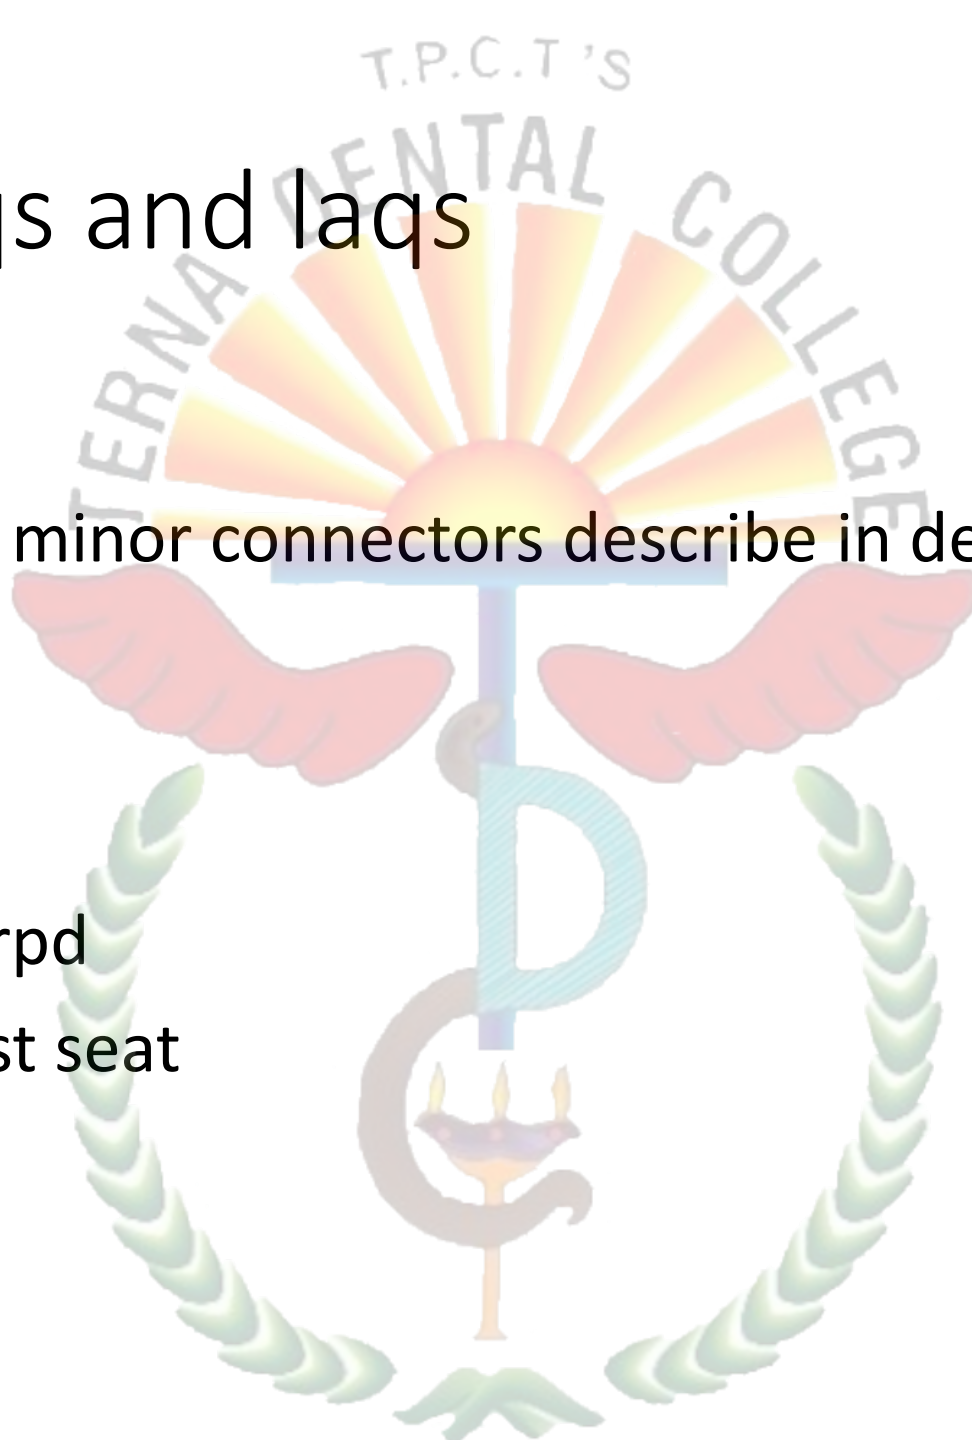 T.P.C.T'S
TERNA DENTAL COLLEGE
qs and laqs
minor connectors describe in de
rpd
st seat
D